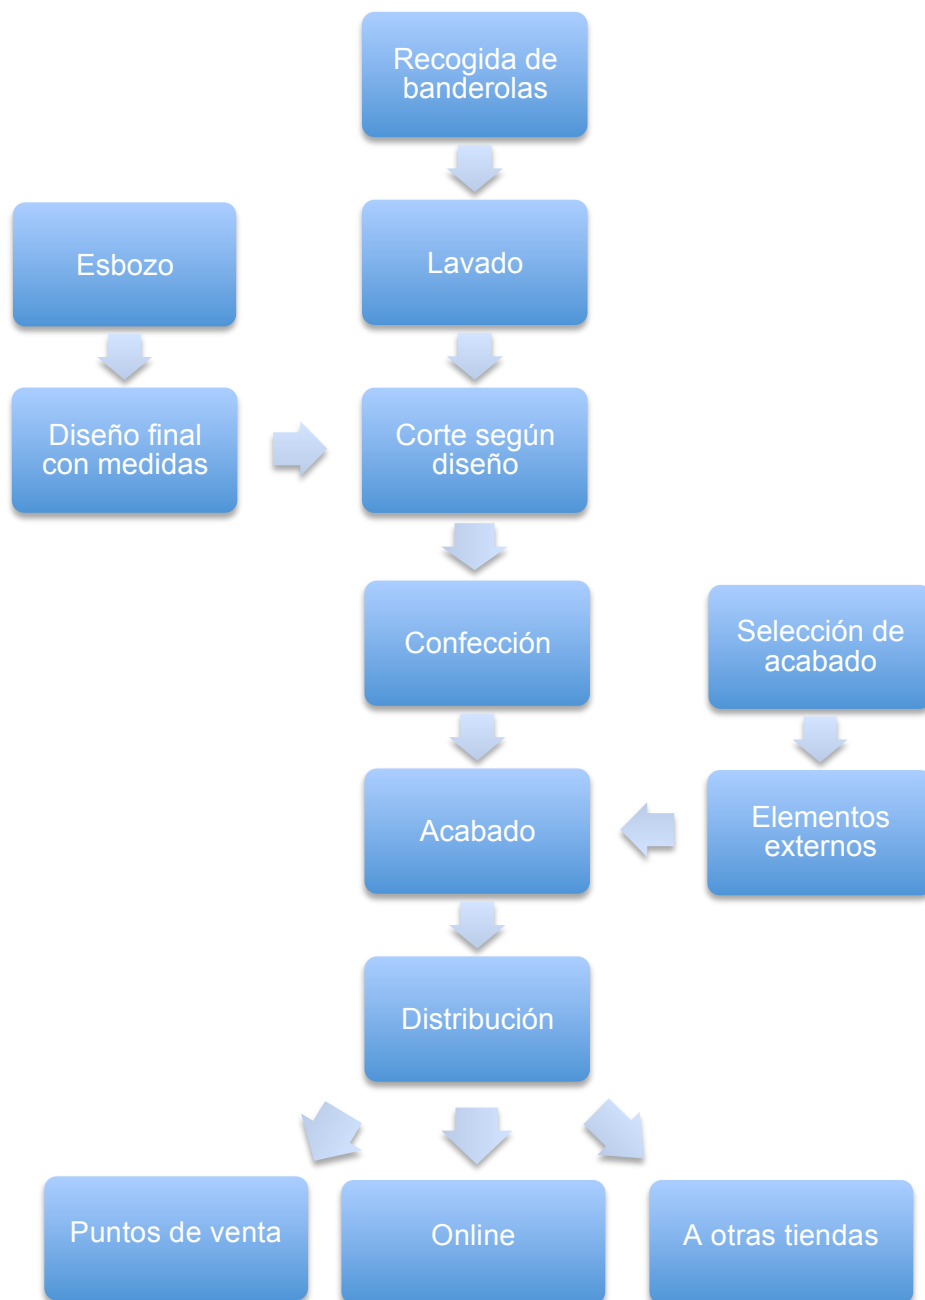 Recogida de
banderolas
Esbozo
Lavado
Diseño final
con medidas
Corte según
diseño
Confección
Selección de
acabado
Acabado
Elementos
externos
Distribución
Puntos de venta
Online
A otras tiendas